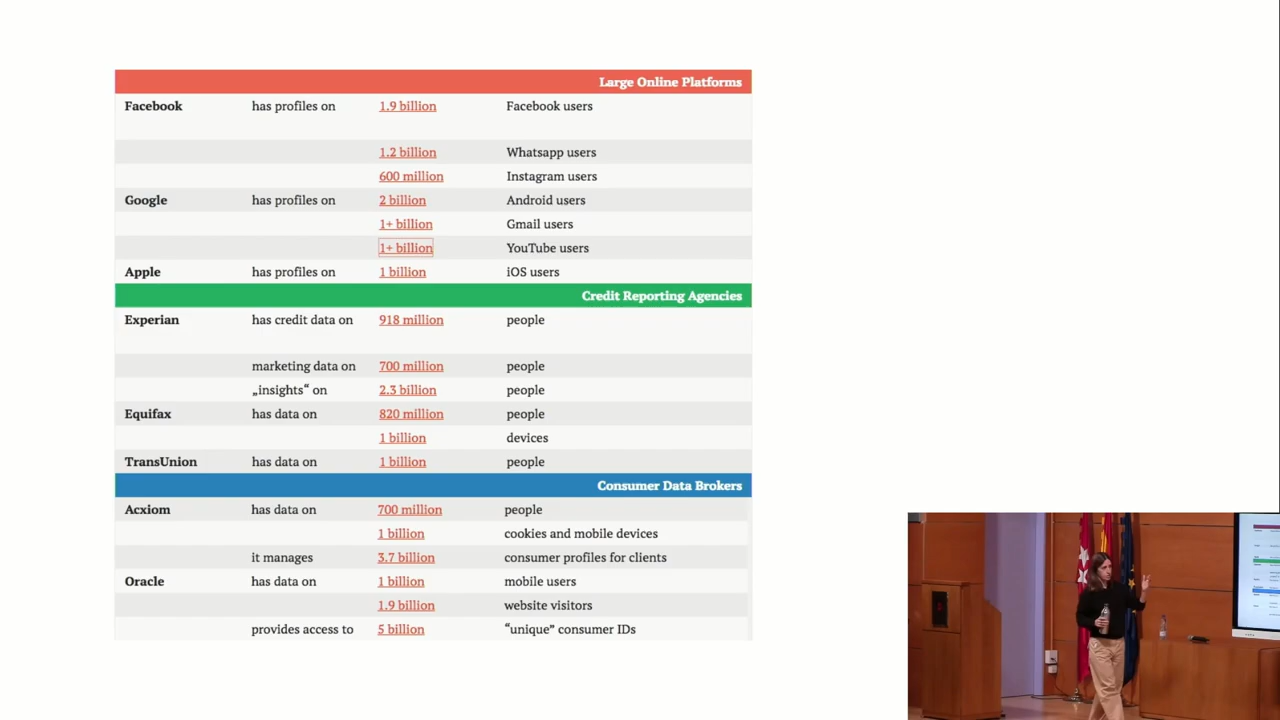 Large Online Platforms
Facebook has profiles on 1.9 billion Facebook users
1.2 billion Whatsapp users
600 million Instagram users
Google has profiles on 2 billion Android users
1+ billion Gmail users
1+ billion YouTube users
Apple has profiles on 1 billion iOS users
Credit Reporting Agencies
Experian has credit data on 918 million people
marketing data on 700 million people
„insights“ on 2.3 billion people
Equifax has data on 820 million people
1 billion devices
TransUnion has data on 1 billion people
Consumer Data Brokers
Acxiom has data on 700 million people
1 billion cookies and mobile devices
it manages 3.7 billion consumer profiles for clients
Oracle has data on 1 billion mobile users
1.9 billion website visitors
provides access to 5 billion “unique” consumer IDs